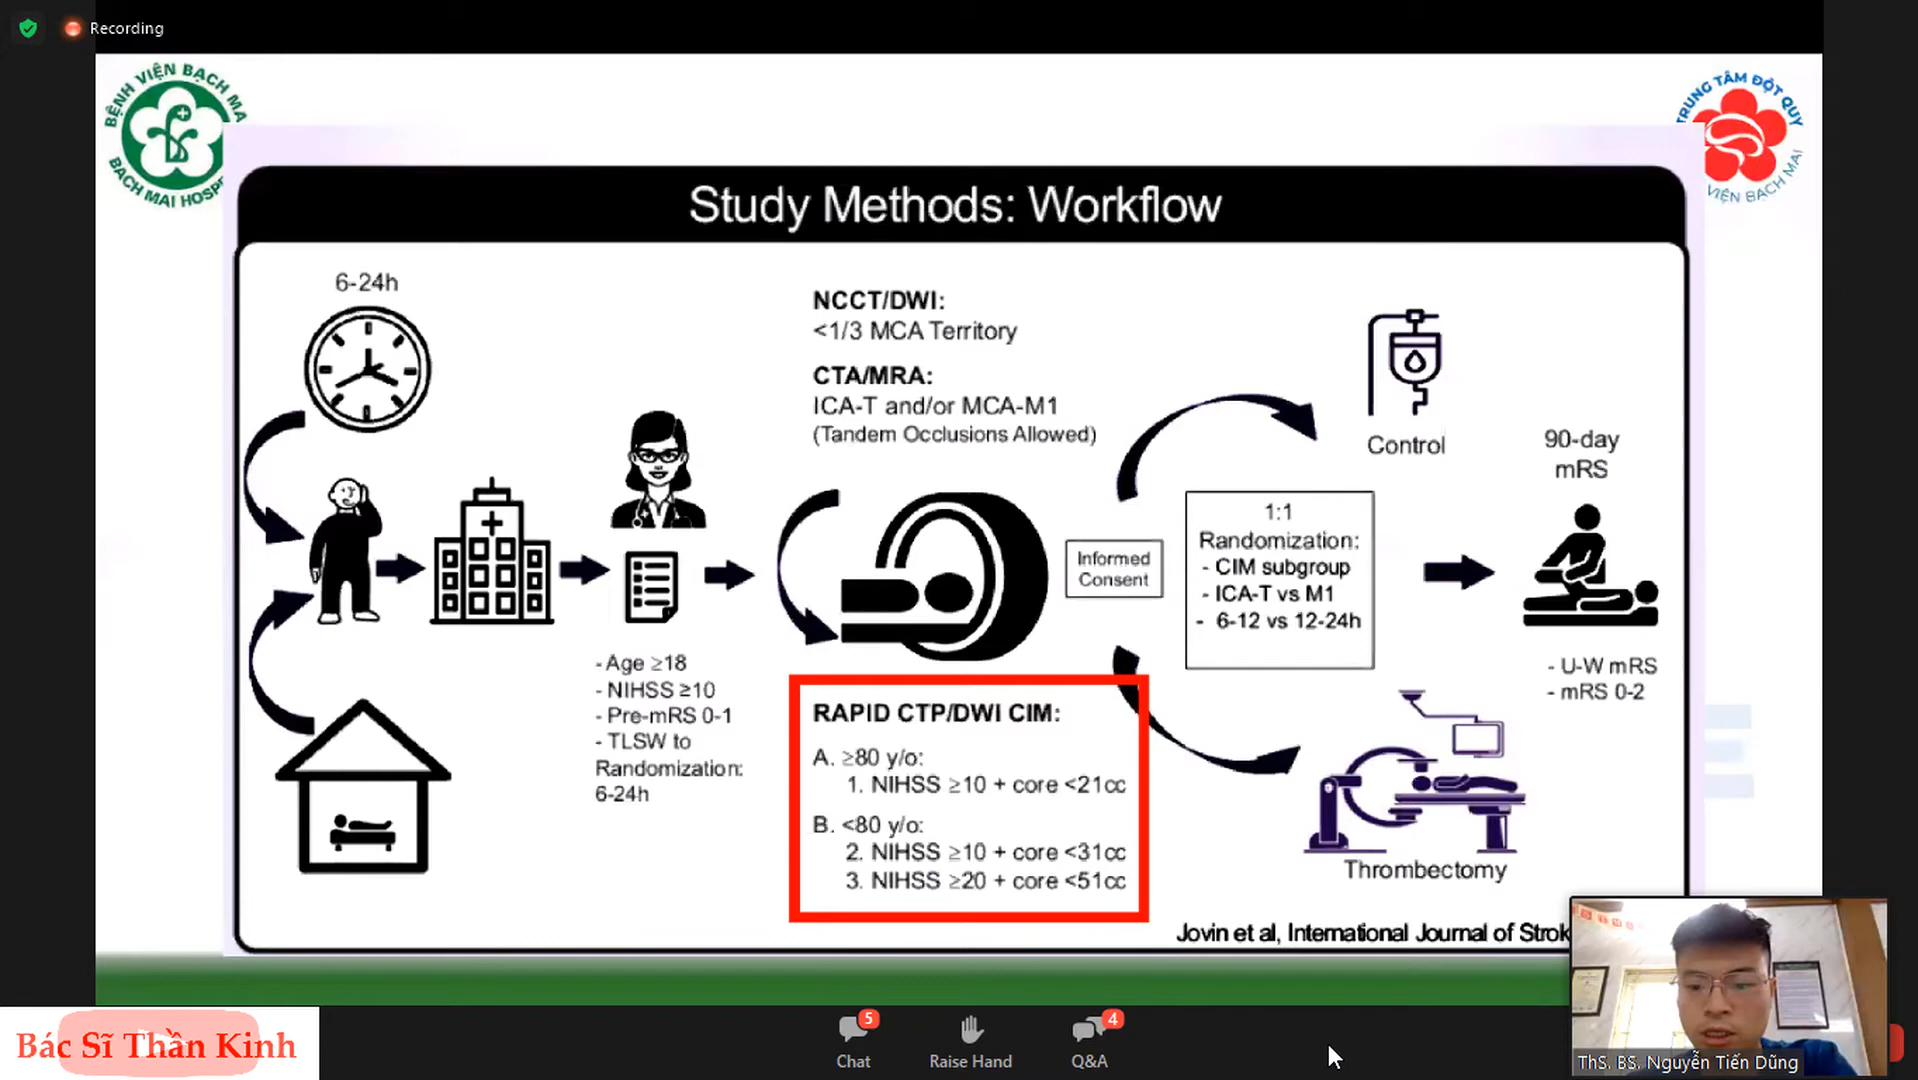 Recording
BỆNH VIỆN BẠCH MA
BACH MAI HOSPI
TRUNG TÂM ĐỘT QUỴ
VIỆN BẠCH MAI
Study Methods: Workflow
6-24h
- Age ≥18
- NIHSS ≥10
- Pre-mRS 0-1
- TLSW to
Randomization:
6-24h
NCCT/DWI:
<1/3 MCA Territory
CTA/MRA:
ICA-T and/or MCA-M1
(Tandem Occlusions Allowed)
RAPID CTP/DWI CIM:
A. ≥80 y/o:
1. NIHSS ≥10 + core <21cc
B. <80 y/o:
2. NIHSS ≥10 + core <31cc
3. NIHSS ≥20 + core <51cc
Informed
Consent
1:1
Randomization:
- CIM subgroup
- ICA-T vs M1
- 6-12 vs 12-24h
Control
Thrombectomy
90-day
mRS
- U-W mRS
- mRS 0-2
Jovin et al, International Journal of Strok
Bác Sĩ Thần Kinh
5
Chat
Raise Hand
4
Q&A
ThS. BS. Nguyễn Tiến Dũng